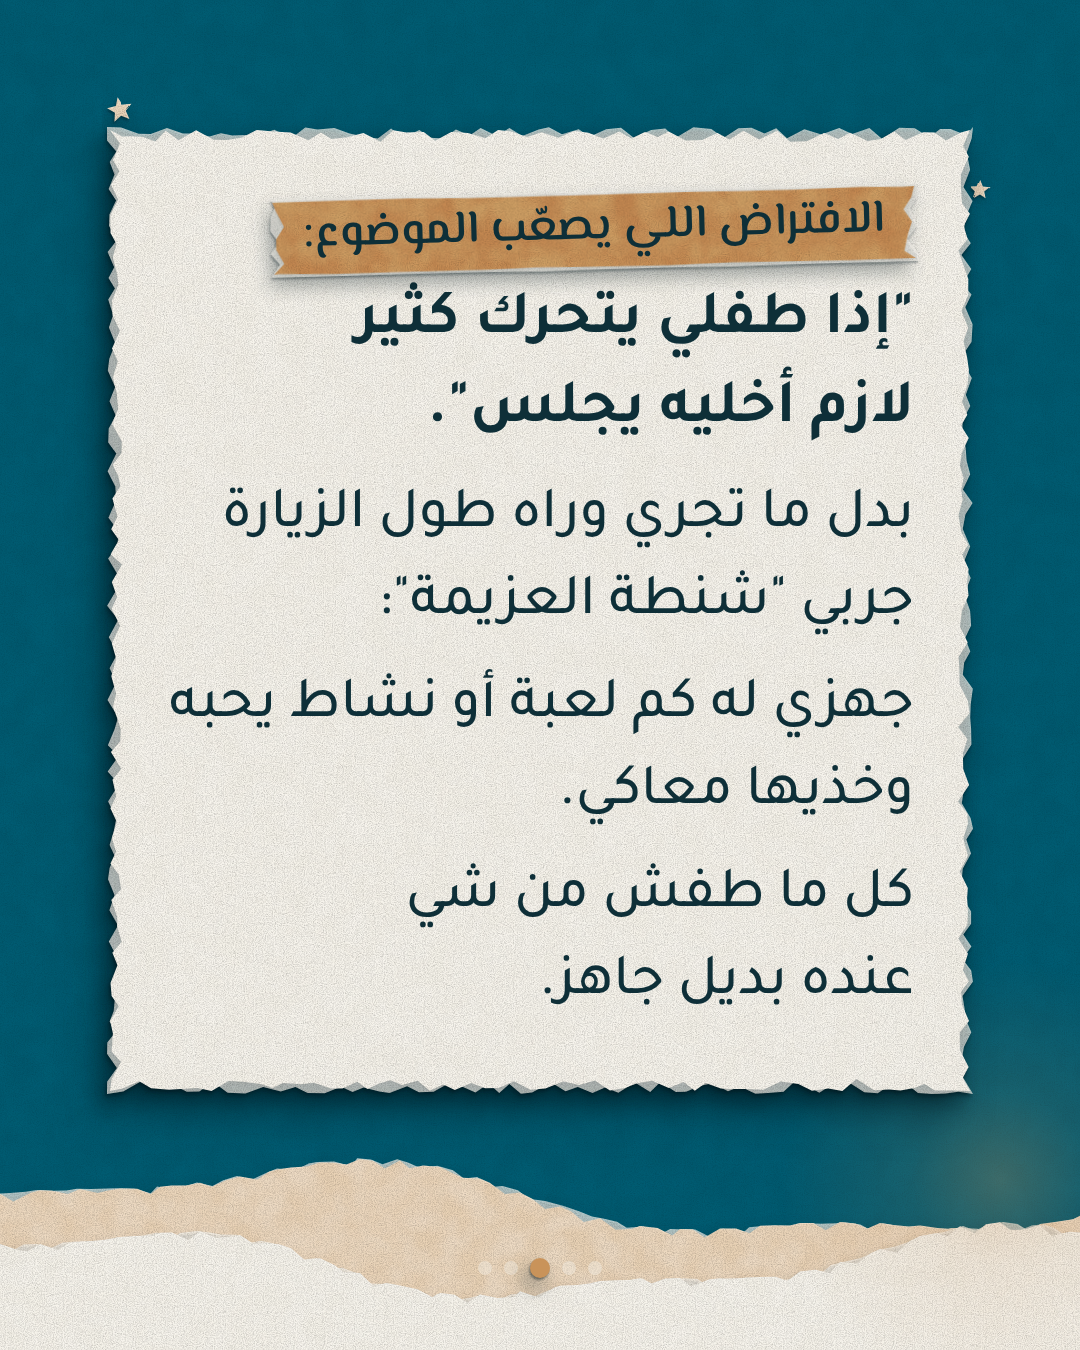 الافتراض اللي يصعّب الموضوع:
"إذا طفلي يتحرك كثير
لازم أخليه يجلس".
بدل ما تجري وراه طول الزيارة
جربي "شنطة العزيمة":
جهزي له كم لعبة أو نشاط يحبه
وخذيها معاكي.
كل ما طفش من شي
عنده بديل جاهز.